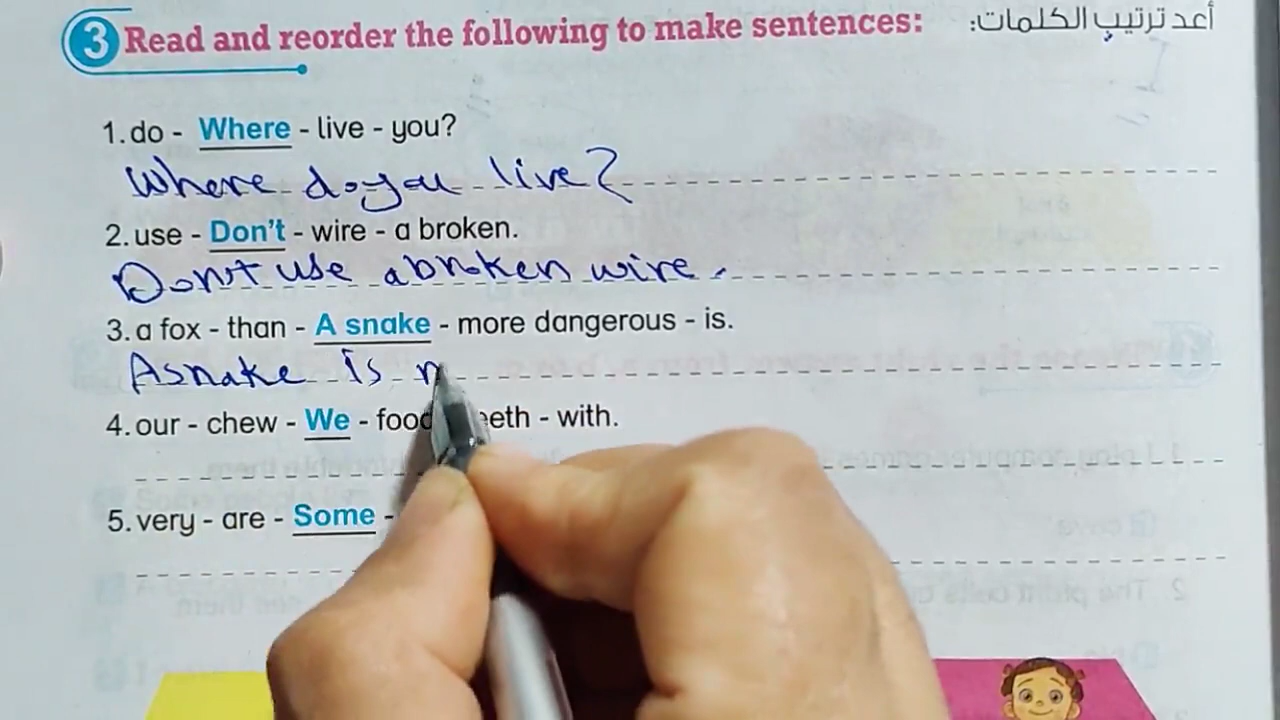 3 Read and reorder the following to make sentences: أعد ترتيب الكلمات:
1. do - Where - live - you?
Where do you live?
2. use - Don't - wire - a broken.
Don't use a broken wire.
3. a fox - than - A snake - more dangerous - is.
A snake is
4. our - chew - We - food - with.
5. very - are - Some -